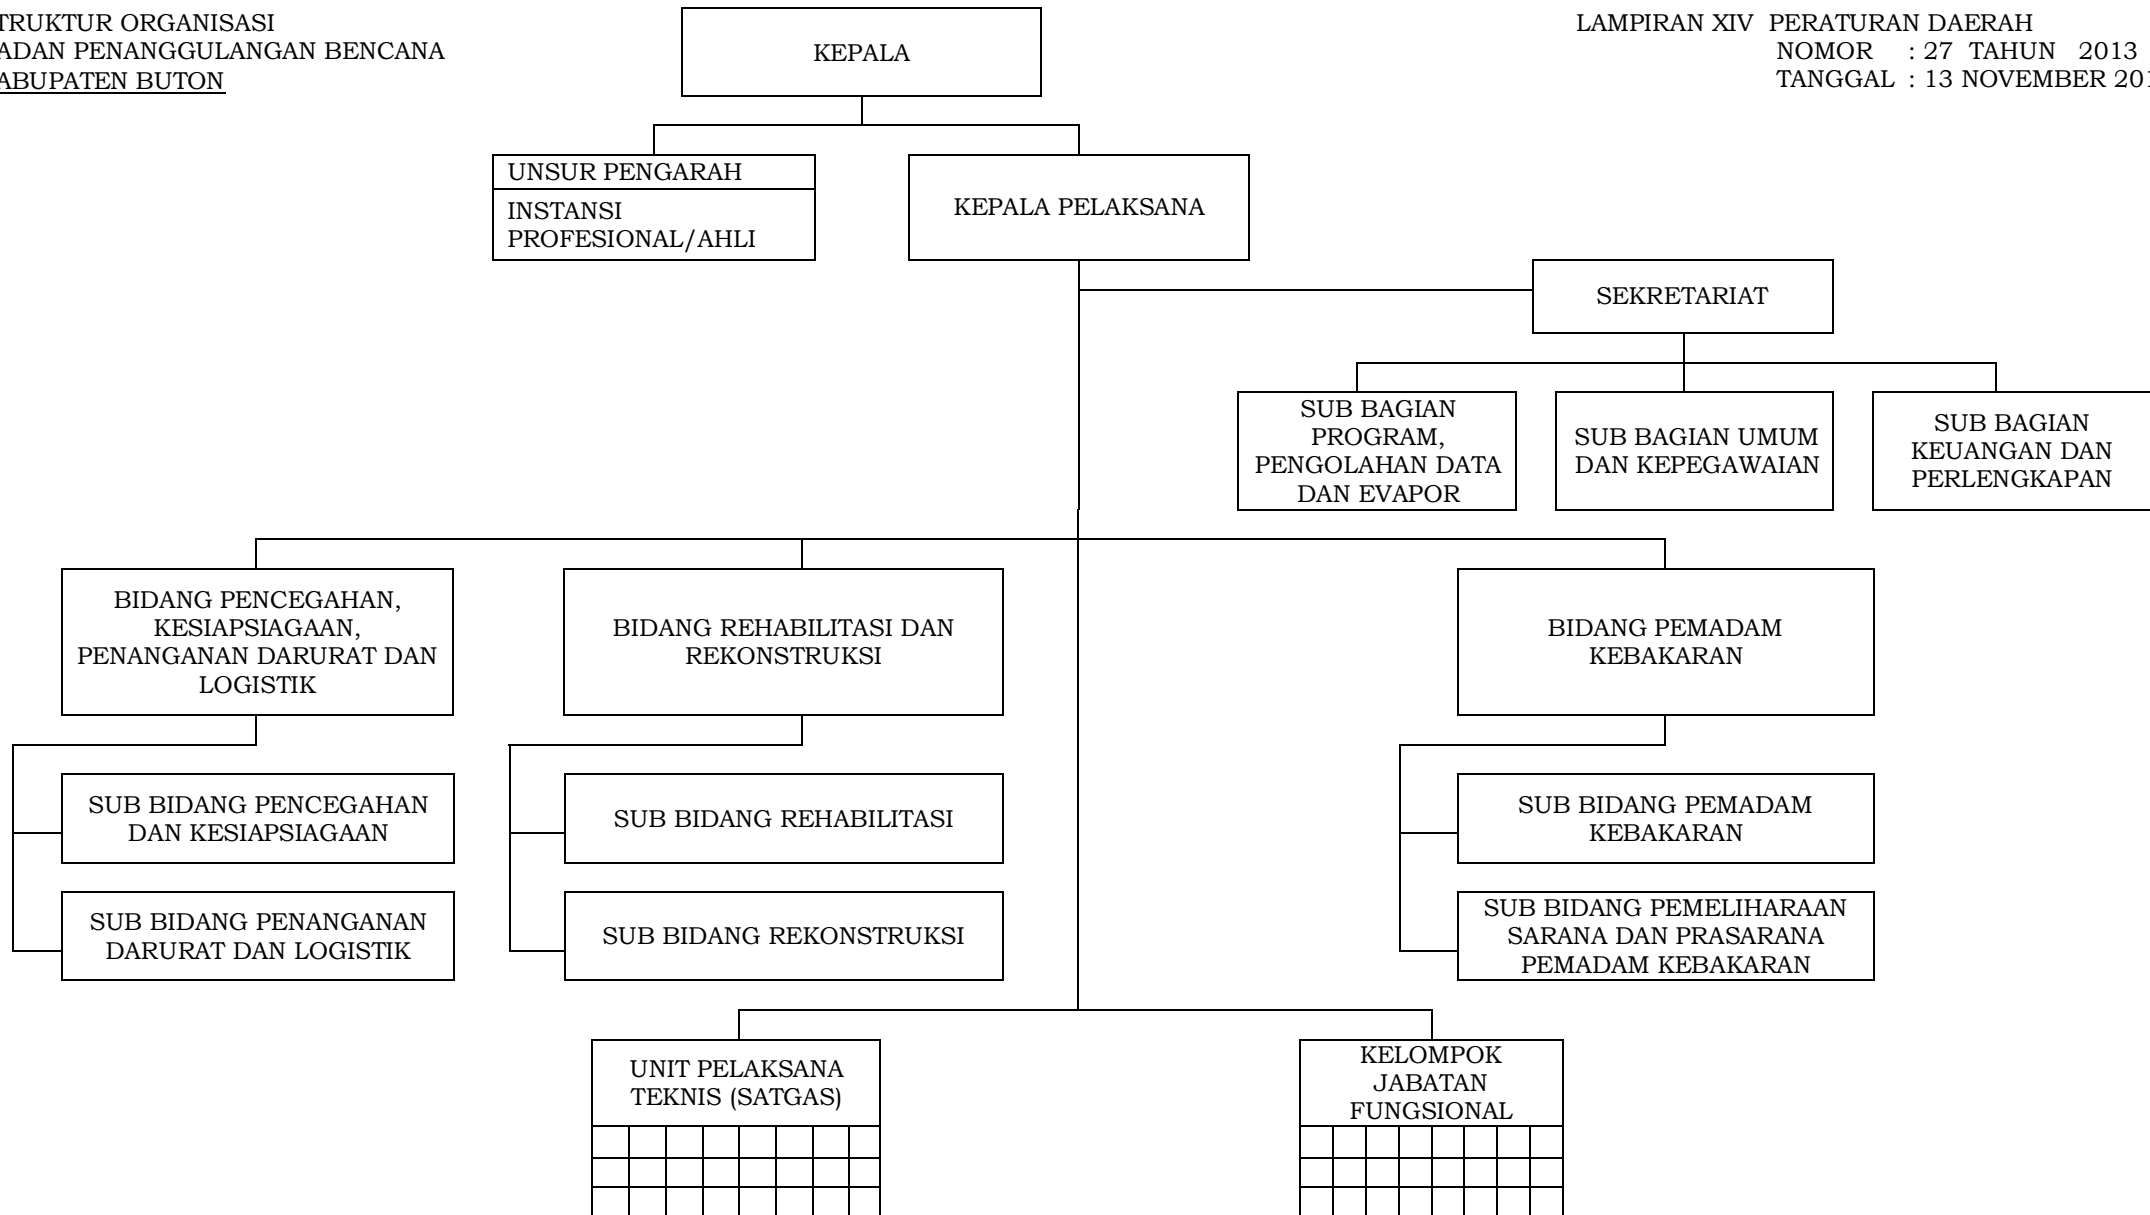 TRUKTUR ORGANISASI
ADAN PENANGGULANGAN BENCANA
ABUPATEN BUTON
LAMPIRAN XIV PERATURAN DAERAH
NOMOR : 27 TAHUN 2013
TANGGAL : 13 NOVEMBER 201
KEPALA
UNSUR PENGARAH
INSTANSI
PROFESIONAL/AHLI
KEPALA PELAKSANA
SEKRETARIAT
SUB BAGIAN
PROGRAM,
PENGOLAHAN DATA
DAN EVAPOR
SUB BAGIAN UMUM
DAN KEPEGAWAIAN
SUB BAGIAN
KEUANGAN DAN
PERLENGKAPAN
BIDANG PENCEGAHAN,
KESIAPSIAGAAN,
PENANGANAN DARURAT DAN
LOGISTIK
BIDANG REHABILITASI DAN
REKONSTRUKSI
BIDANG PEMADAM
KEBAKARAN
SUB BIDANG PENCEGAHAN
DAN KESIAPSIAGAAN
SUB BIDANG REHABILITASI
SUB BIDANG PEMADAM
KEBAKARAN
SUB BIDANG PENANGANAN
DARURAT DAN LOGISTIK
SUB BIDANG REKONSTRUKSI
SUB BIDANG PEMELIHARAAN
SARANA DAN PRASARANA
PEMADAM KEBAKARAN
UNIT PELAKSANA
TEKNIS (SATGAS)
KELOMPOK
JABATAN
FUNGSIONAL